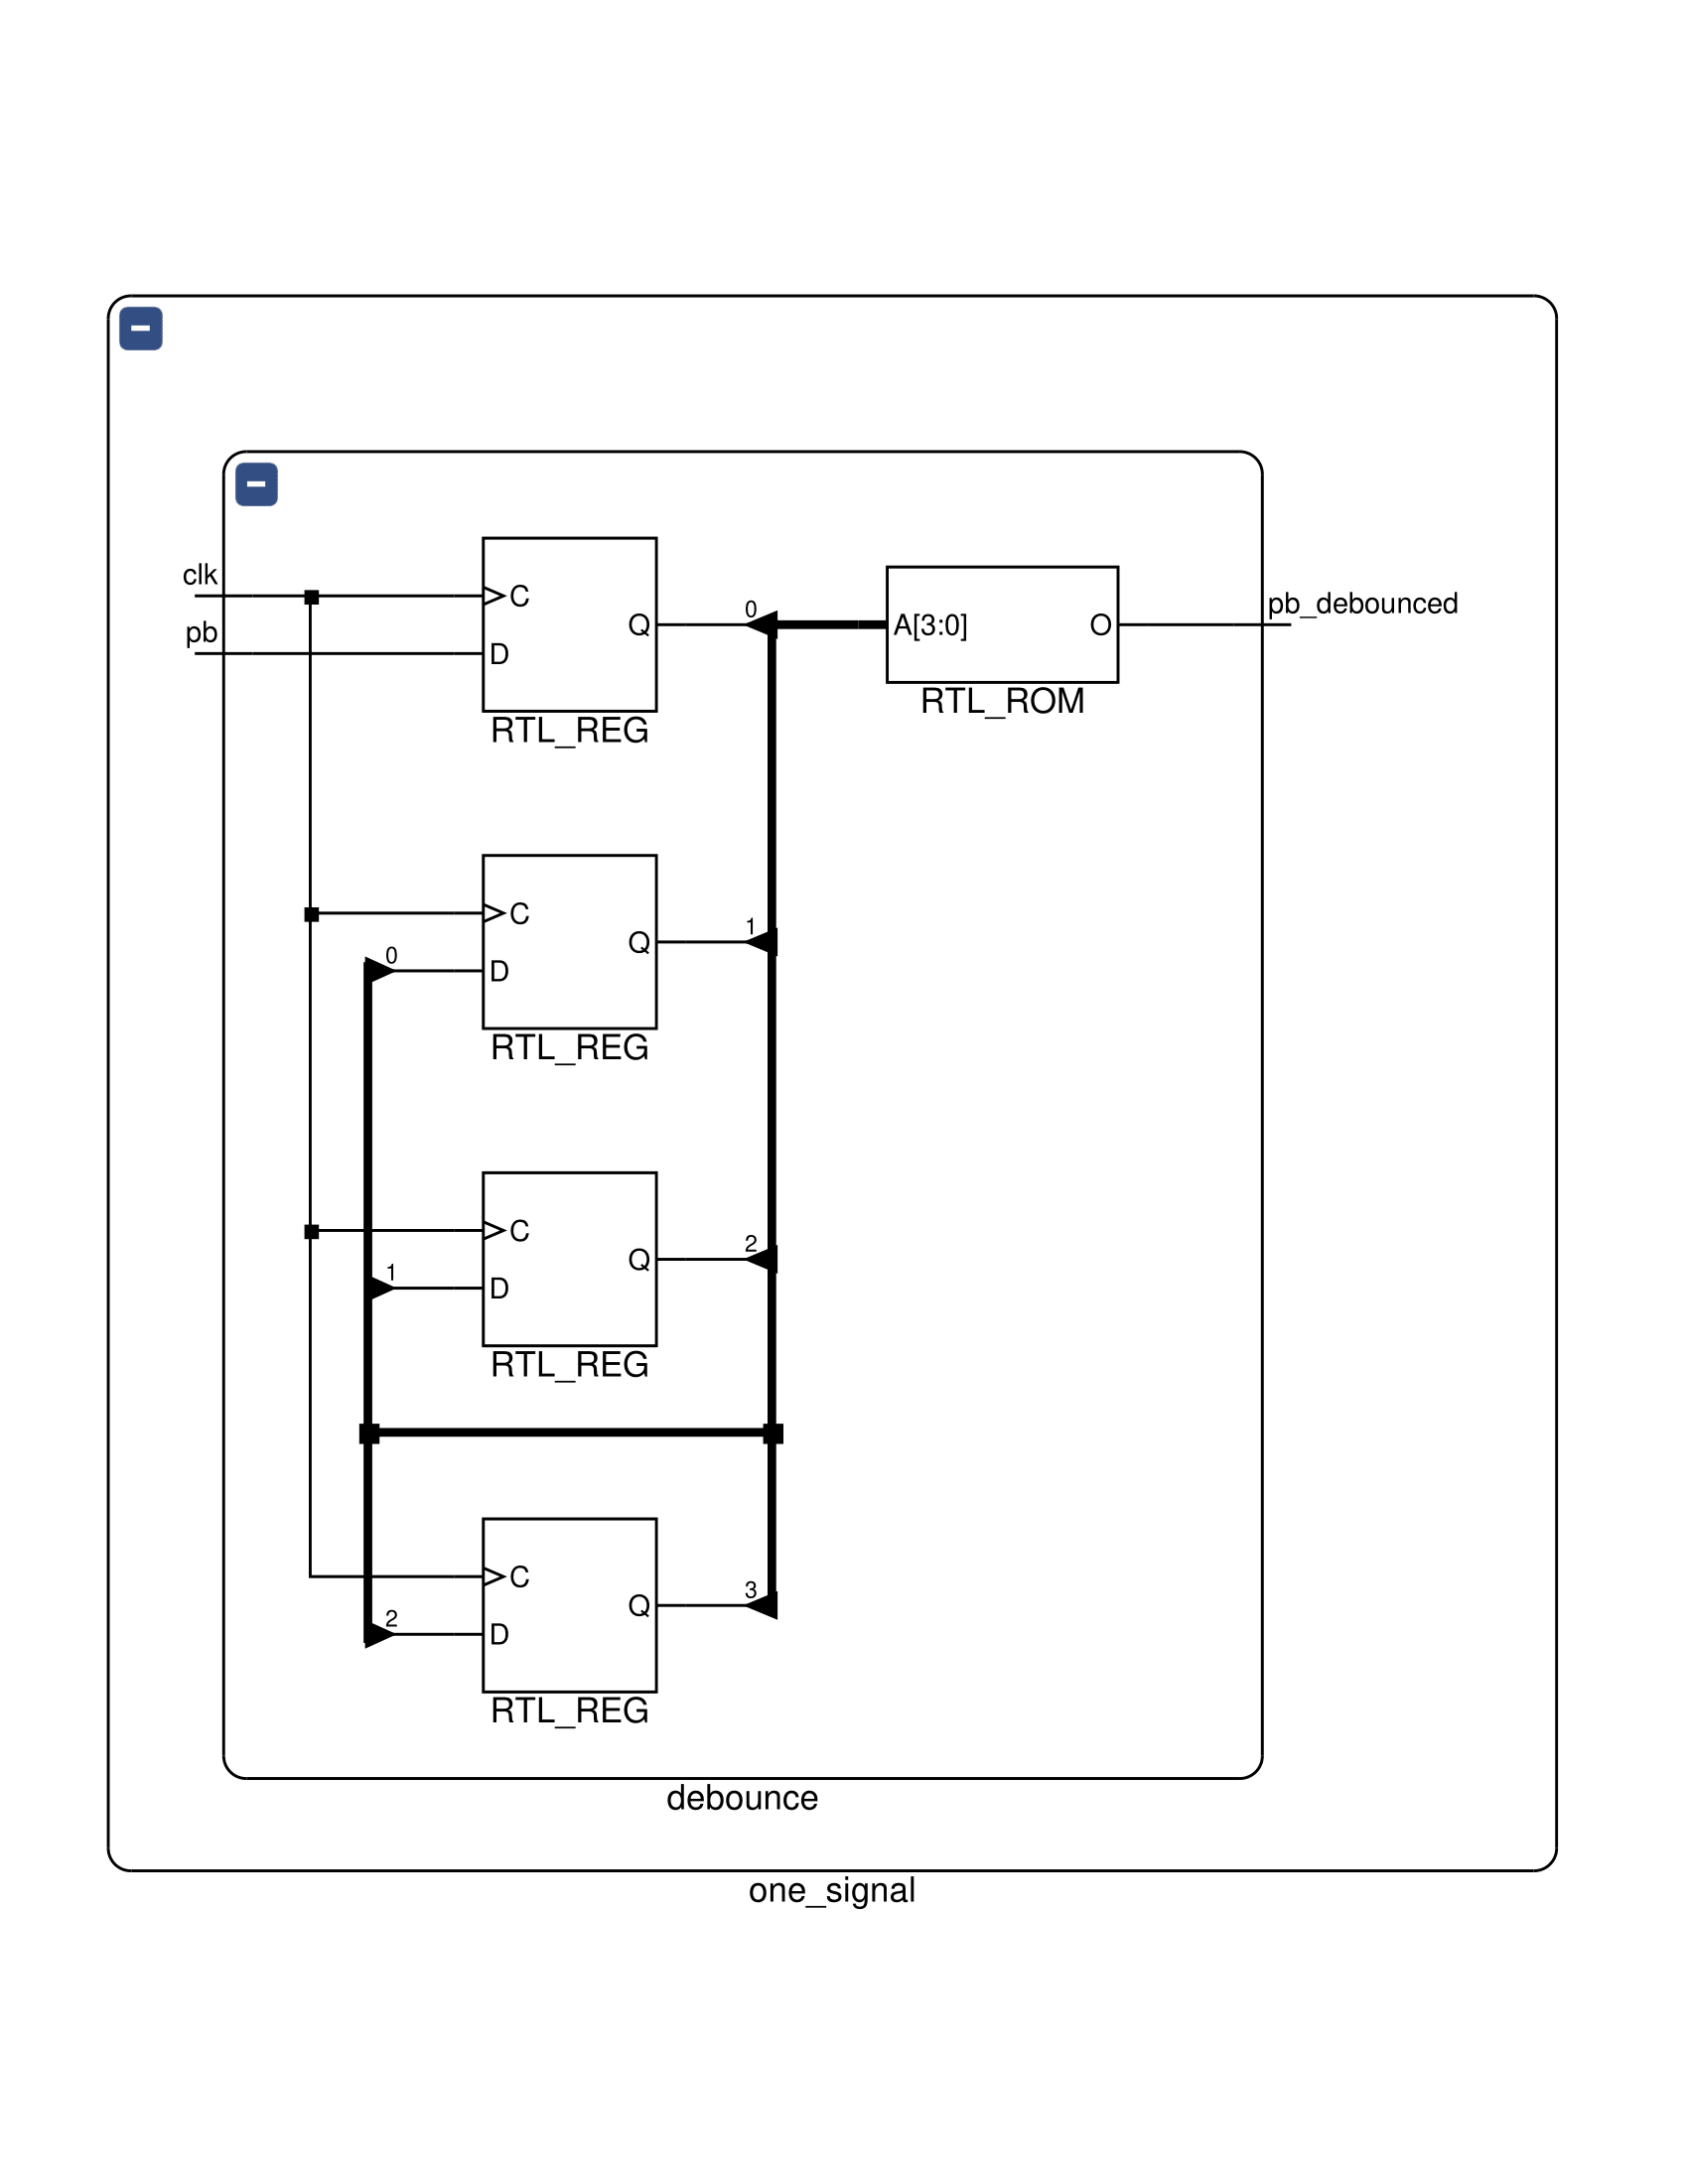 clk
pb
C
D
Q
0
A[3:0]
O
pb_debounced
RTL_REG
RTL_ROM
C
0
D
Q
1
RTL_REG
C
1
D
Q
2
RTL_REG
C
2
D
Q
3
RTL_REG
debounce
one_signal